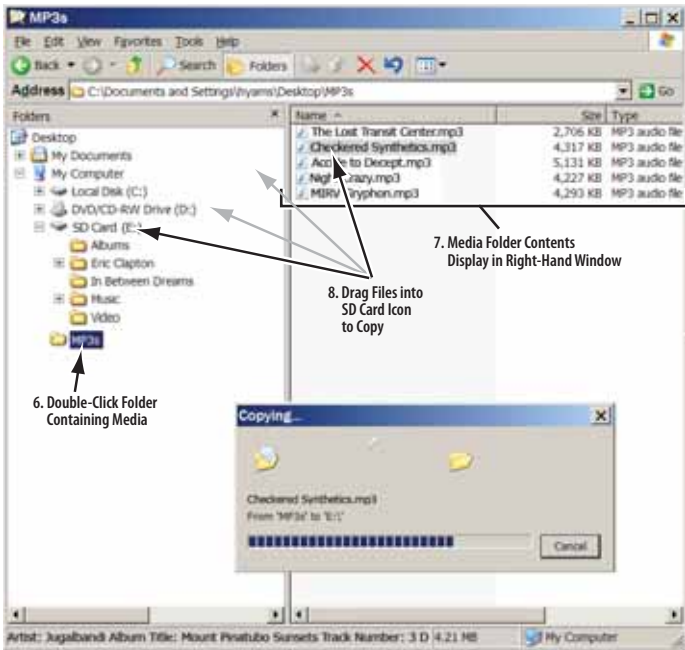 MP3s
File Edit View Favorites Tools Help
Back Search Folders
Address C:\Documents and Settings\hyams\Desktop\MP3s Go
Folders x
Desktop
My Documents
My Computer
Local Disk (C:)
DVD/CD-RW Drive (D:)
SD Card (E:)
Albums
Eric Clapton
In Between Dreams
Music
Video
MP3s
Name Size Type
The Lost Transit Center.mp3 2,706 KB MP3 audio file
Checkered Synthetics.mp3 4,317 KB MP3 audio file
to Decept.mp3 5,131 KB MP3 audio file
4,227 KB MP3 audio file
MIRV Gryphon.mp3 4,293 KB MP3 audio file
7. Media Folder Contents
Display in Right-Hand Window
8. Drag Files into
SD Card Icon
to Copy
6. Double-Click Folder
Containing Media
Copying...
Checkered Synthetics.mp3
From 'MP3s' to 'E:\'
Cancel
Artist: Jugalbandi Album Title: Mount Pinatubo Sunsets Track Number: 3 D 4.21 MB My Computer